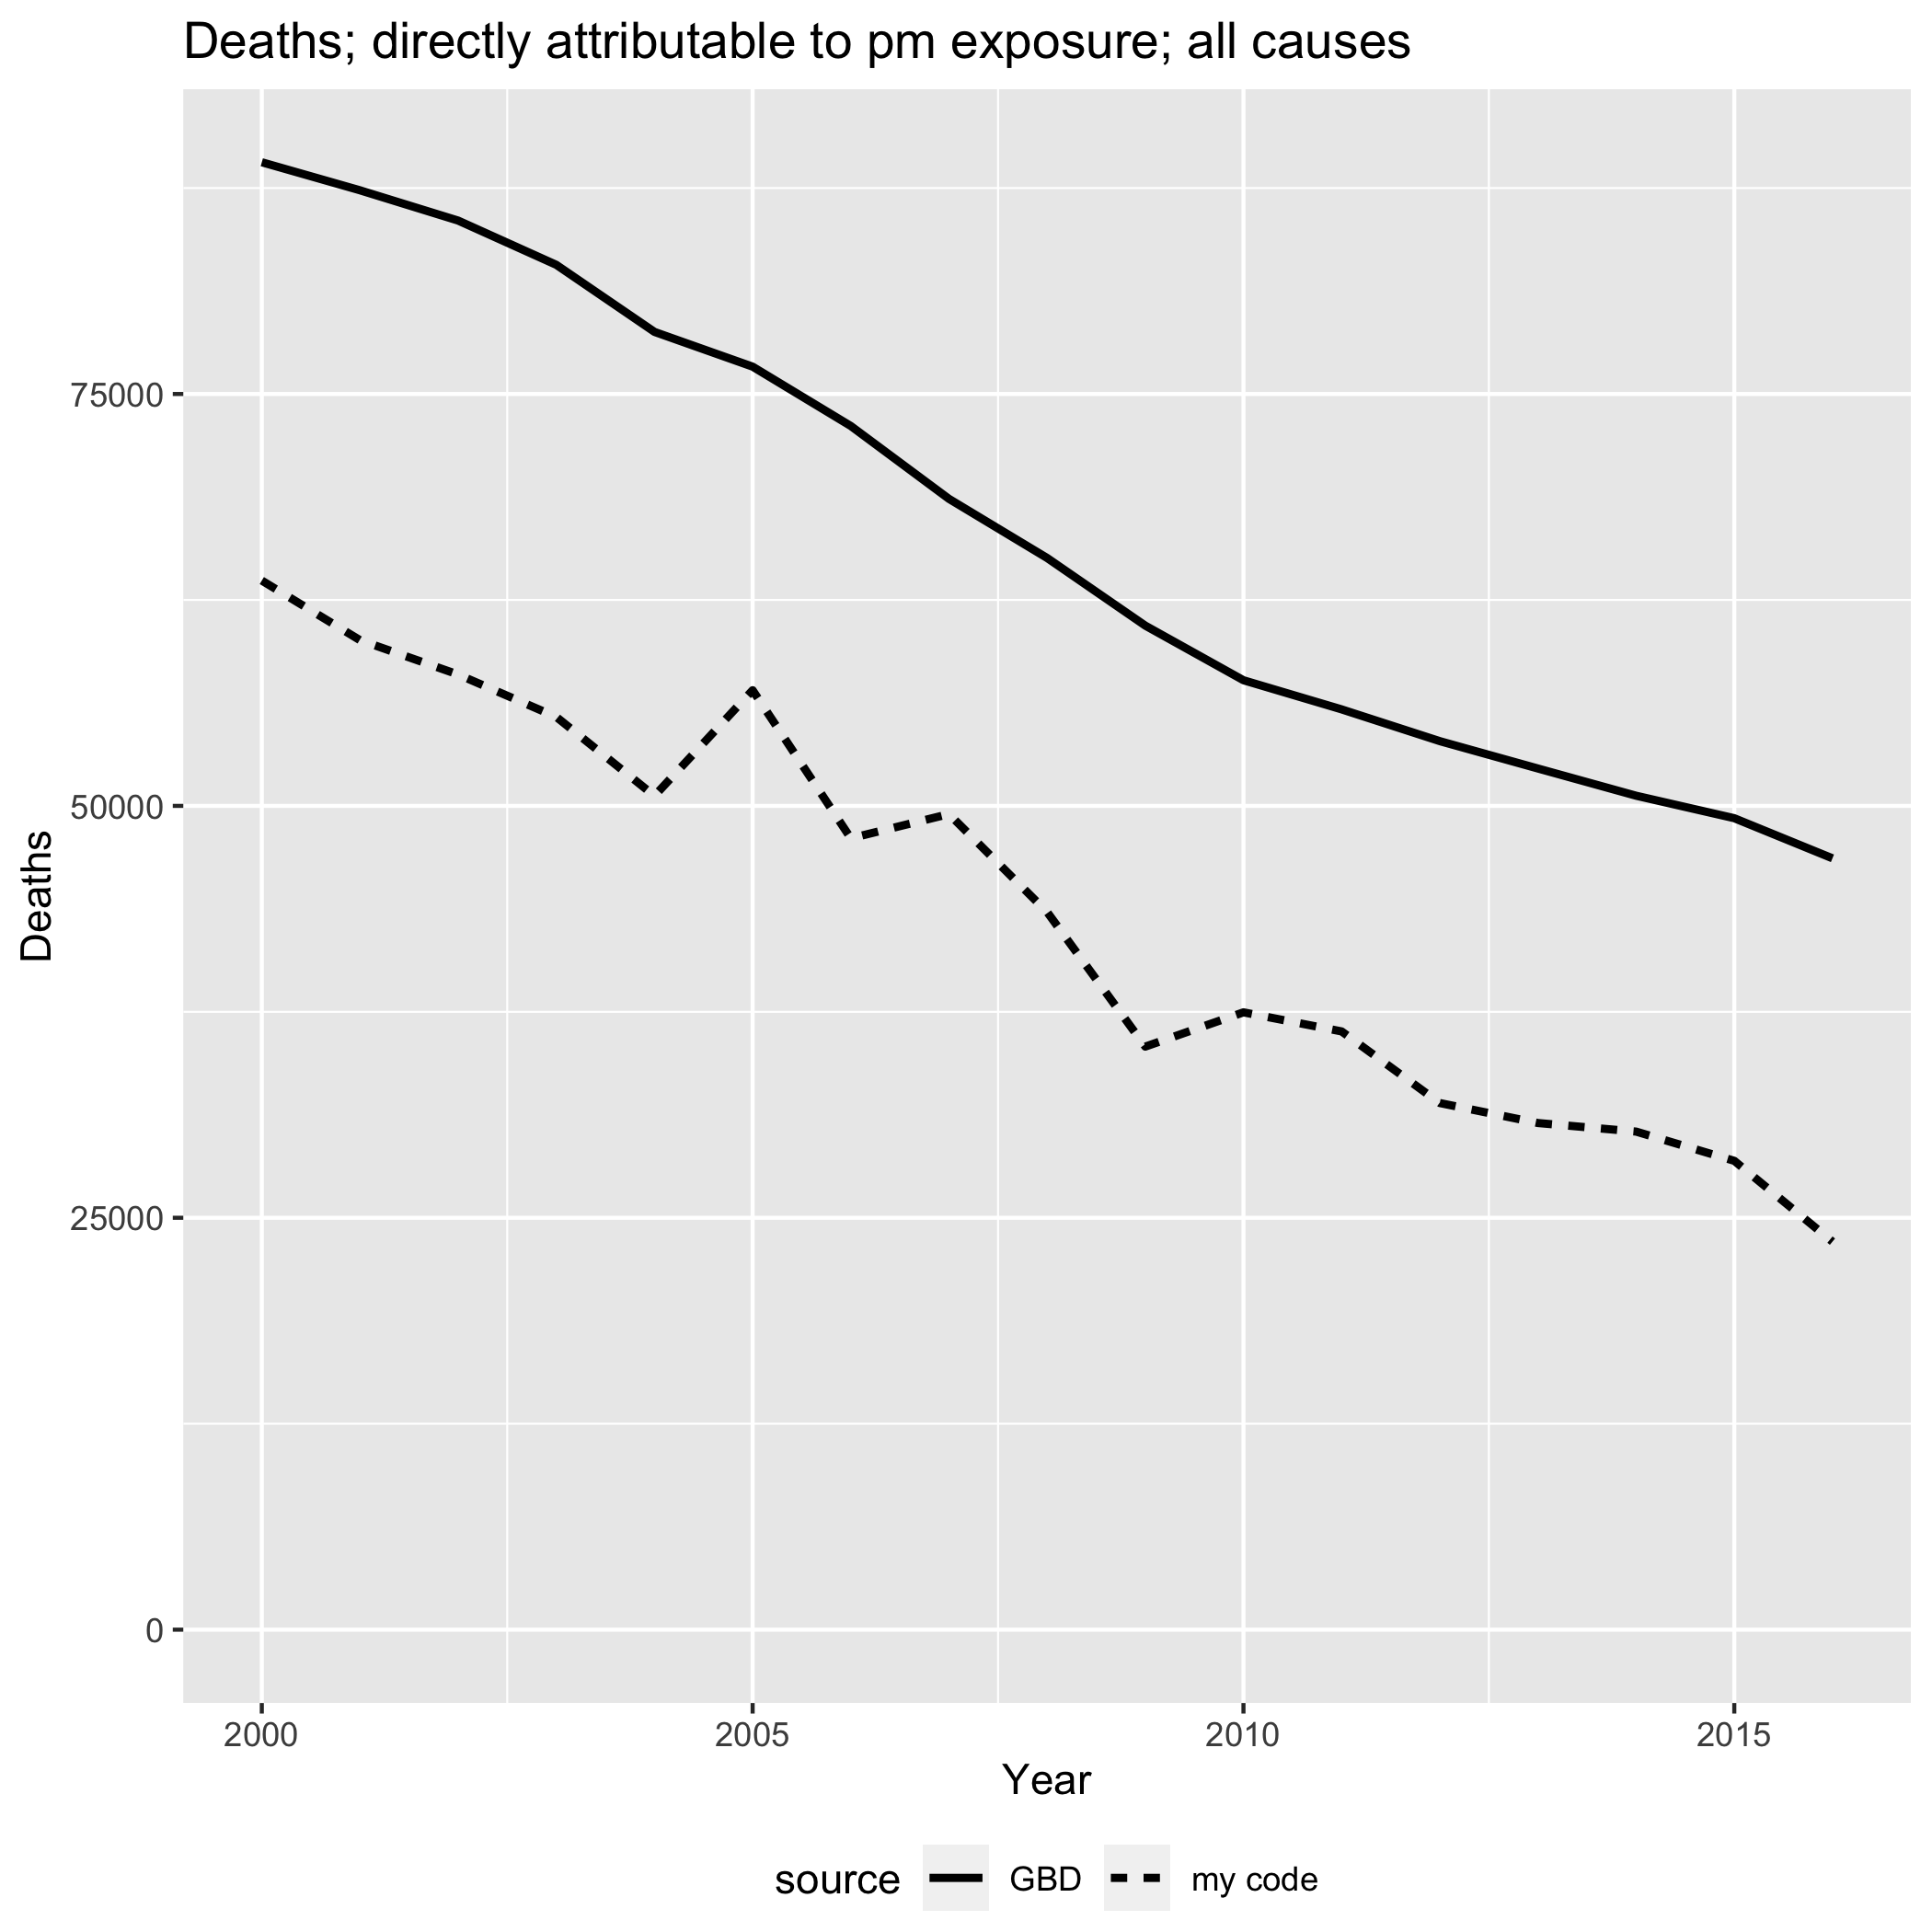 Deaths; directly attributable to pm exposure; all causes
75000
50000
25000
0
Deaths
2000 2005 2010 2015
Year
source GBD my code